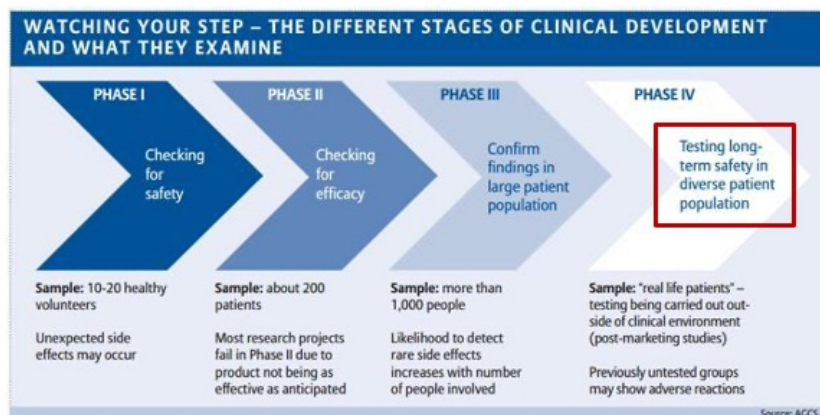 WATCHING YOUR STEP – THE DIFFERENT STAGES OF CLINICAL DEVELOPMENT
AND WHAT THEY EXAMINE
PHASE I
Checking
for
safety
Sample: 10-20 healthy
volunteers
Unexpected side
effects may occur
PHASE II
Checking
for
efficacy
Sample: about 200
patients
Most research projects
fail in Phase II due to
product not being as
effective as anticipated
PHASE III
Confirm
findings in
large patient
population
Sample: more than
1,000 people
Likelihood to detect
rare side effects
increases with number
of people involved
PHASE IV
Testing long-
term safety in
diverse patient
population
Sample: "real life patients" –
testing being carried out out-
side of clinical environment
(post-marketing studies)
Previously untested groups
may show adverse reactions
Source: ACCS